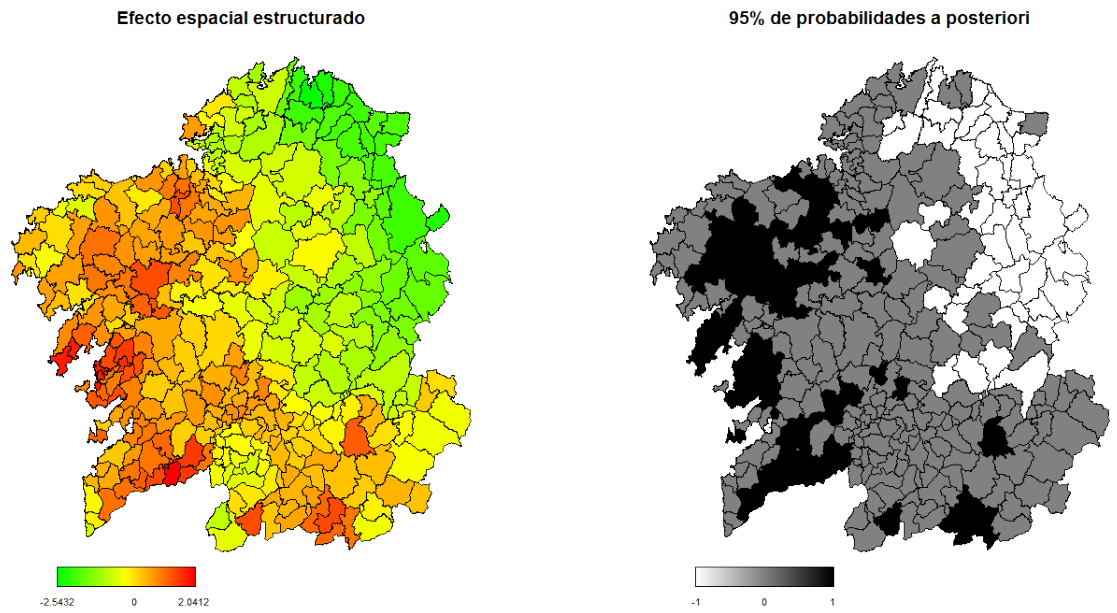 Efecto espacial estructurado
95% de probabilidades a posteriori
-2.5432 0 2.0412
-1 0 1